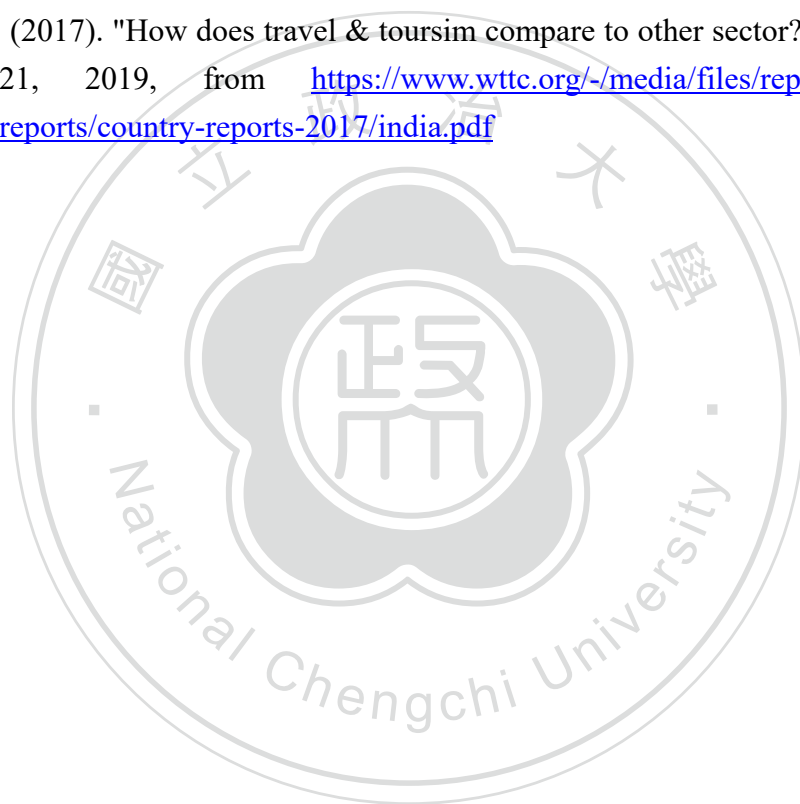 (2017). "How does travel & toursim compare to other sector?
21, 2019, from https://www.wttc.org/-/media/files/rep
reports/country-reports-2017/india.pdf
國立政治大學
政
National Chengchi University